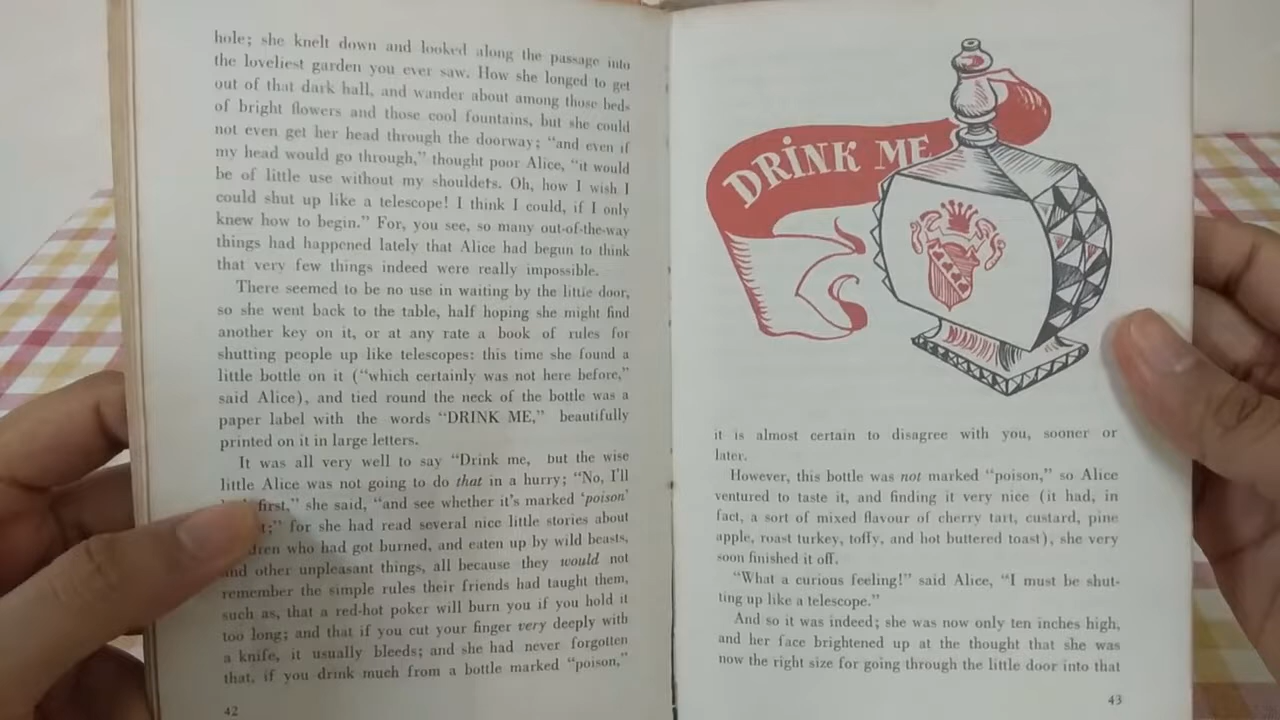 hole; she knelt down and looked along the passage into
the loveliest garden you ever saw. How she longed to get
out of that dark hall, and wander about among those beds
of bright flowers and those cool fountains, but she could
not even get her head through the doorway; “and even if
my head would go through,” thought poor Alice, “it would
be of little use without my shoulders. Oh, how I wish I
could shut up like a telescope! I think I could, if I only
knew how to begin.” For, you see, so many out-of-the-way
things had happened lately that Alice had begun to think
that very few things indeed were really impossible.
There seemed to be no use in waiting by the little door,
so she went back to the table, half hoping she might find
another key on it, or at any rate a book of rules for
shutting people up like telescopes: this time she found a
little bottle on it (“which certainly was not here before,”
said Alice), and tied round the neck of the bottle was a
paper label with the words “DRINK ME,” beautifully
printed on it in large letters.
It was all very well to say “Drink me, but the wise
little Alice was not going to do that in a hurry; “No, I’ll
first,” she said, “and see whether it’s marked ‘poison’
for she had read several nice little stories about
who had got burned, and eaten up by wild beasts,
and other unpleasant things, all because they would not
remember the simple rules their friends had taught them,
such as, that a red-hot poker will burn you if you hold it
too long; and that if you cut your finger very deeply with
a knife, it usually bleeds; and she had never forgotten
that, if you drink much from a bottle marked “poison,”
42
DRINK ME
it is almost certain to disagree with you, sooner or
later.
However, this bottle was not marked “poison,” so Alice
ventured to taste it, and finding it very nice (it had, in
fact, a sort of mixed flavour of cherry tart, custard, pine
apple, roast turkey, toffy, and hot buttered toast), she very
soon finished it off.
“What a curious feeling!” said Alice, “I must be shut-
ting up like a telescope.”
And so it was indeed; she was now only ten inches high,
and her face brightened up at the thought that she was
now the right size for going through the little door into that
43